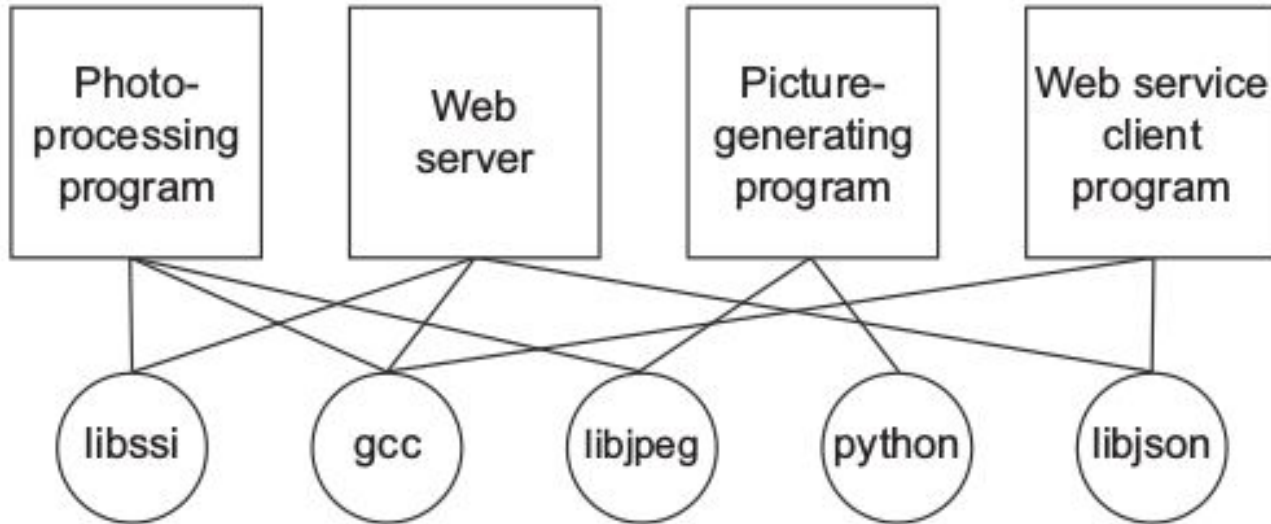 Photo-
processing
program
Web
server
Picture-
generating
program
Web service
client
program
libssi
gcc
libjpeg
python
libjson